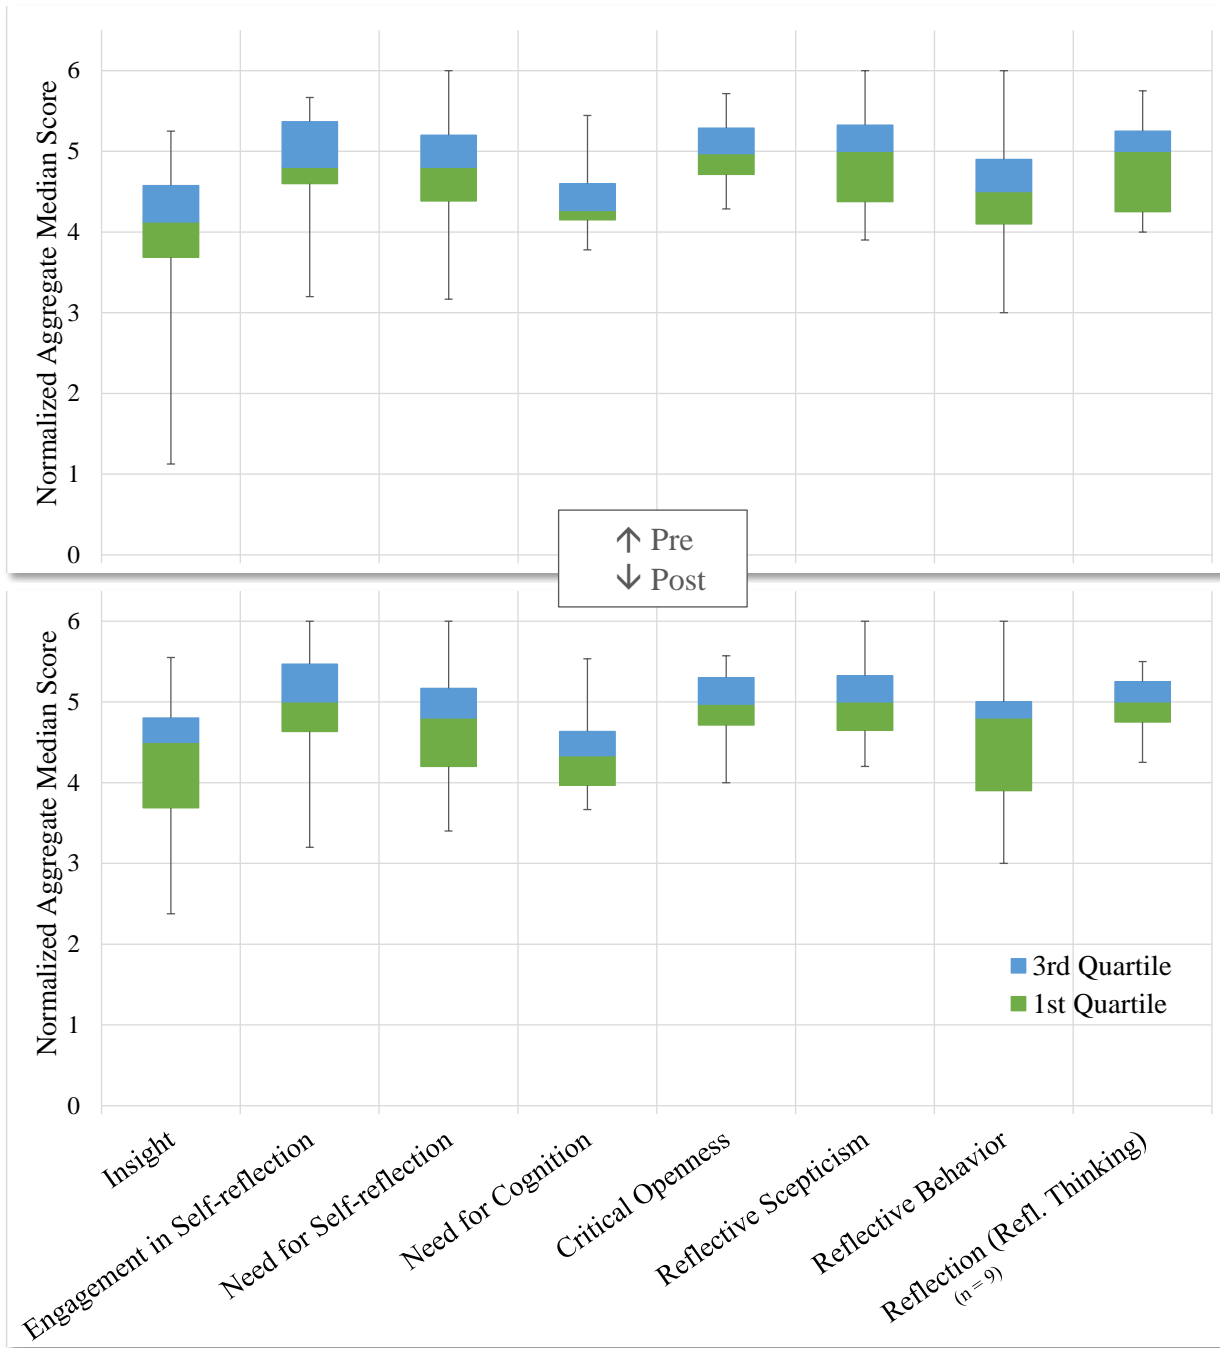 Normalized Aggregate Median Score
6
5
4
3
2
1
0
↑ Pre
↓ Post
Normalized Aggregate Median Score
6
5
4
3
2
1
0
3rd Quartile
1st Quartile
Insight
Engagement in Self-reflection
Need for Self-reflection
Need for Cognition
Critical Openness
Reflective Scepticism
Reflective Behavior
Reflection (Refl. Thinking)
(n = 9)